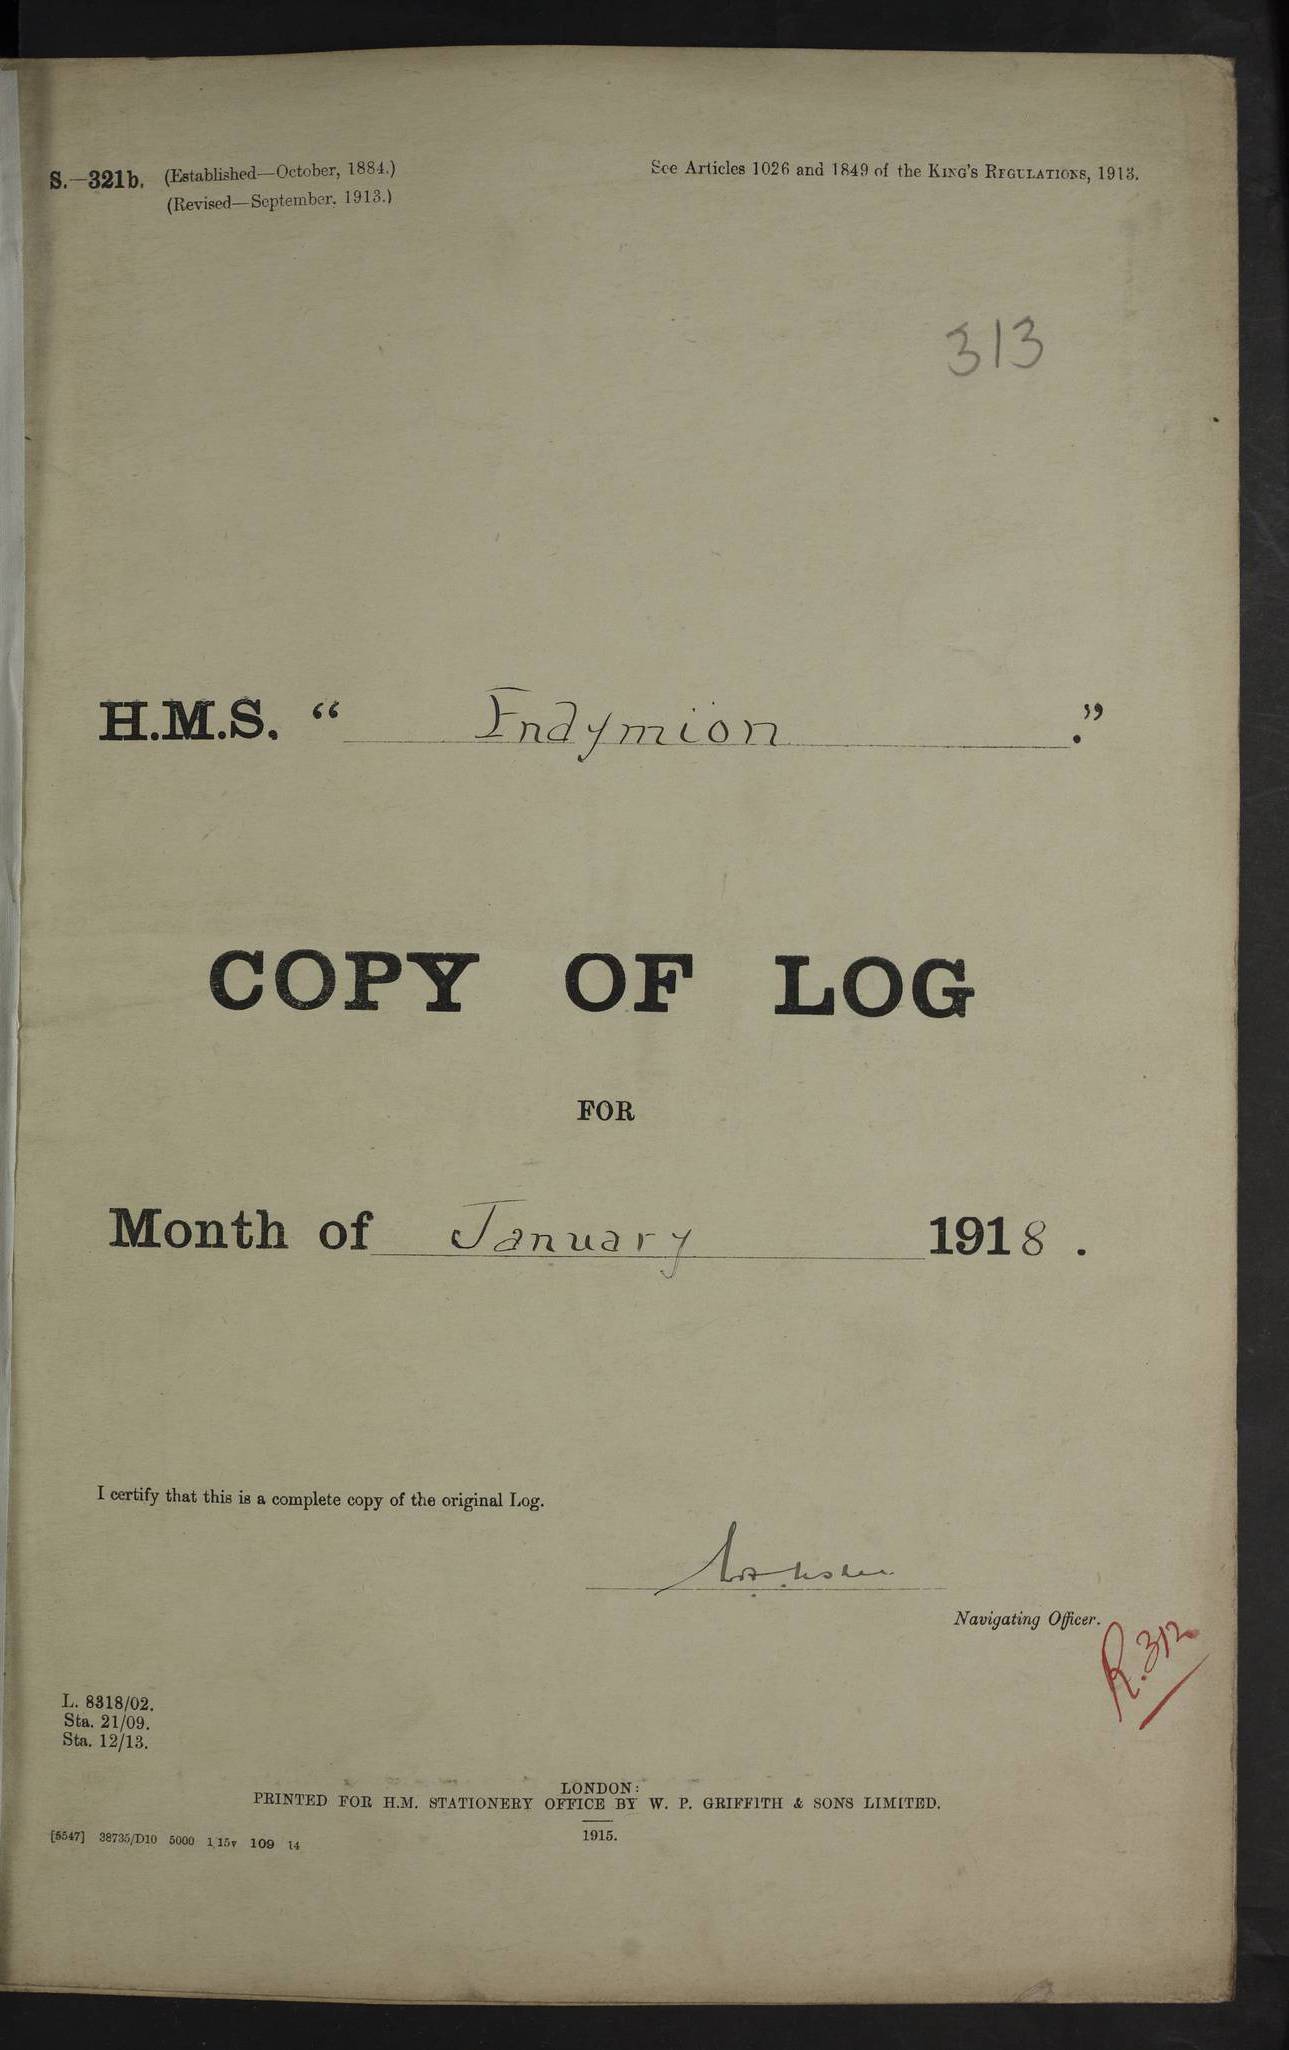 S.—321b. (Established—October, 1884.)
(Revised—September, 1913.)
See Articles 1026 and 1849 of the KING'S REGULATIONS, 1913.
313
H.M.S. “ Endymion .”
COPY OF LOG
FOR
Month of January 1918 .
I certify that this is a complete copy of the original Log.
Navigating Officer.
R. 312
L. 8318/02.
Sta. 21/09.
Sta. 12/13.
LONDON:
PRINTED FOR H.M. STATIONERY OFFICE BY W. P. GRIFFITH & SONS LIMITED.
1915.
[5547] 38735/D10 5000 1 15v 109 14